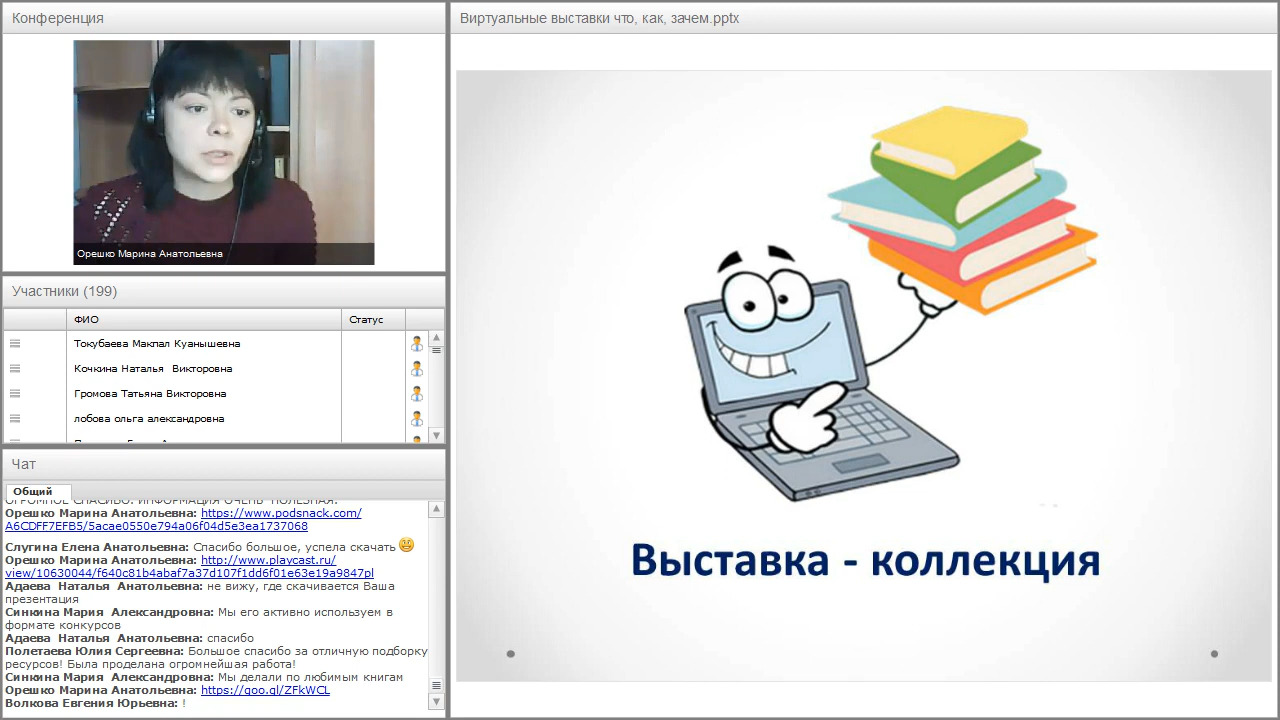 Конференция
Орешко Марина Анатольевна
Участники (199)
ФИО
Статус
Токубаева Макпал Куанышевна
Кочкина Наталья Викторовна
Громова Татьяна Викторовна
лобова ольга александровна
Чат
Общий
ОГРОМНОЕ СПАСИБО! ИНФОРМАЦИЯ ОЧЕНЬ ПОЛЕЗНАЯ.
Орешко Марина Анатольевна: https://www.podsnack.com/
A6CDFF7EFB5/5acae0550e794a06f04d5e3ea1737068
Слугина Елена Анатольевна: Спасибо большое, успела скачать
Орешко Марина Анатольевна: http://www.playcast.ru/
view/10630044/f640c81b4abaf7a37d107f1dd6f01e63e19a9847pl
Адаева Наталья Анатольевна: не вижу, где скачивается Ваша
презентация
Синкина Мария Александровна: Мы его активно используем в
формате конкурсов
Адаева Наталья Анатольевна: спасибо
Полетаева Юлия Сергеевна: Большое спасибо за отличную подборку
ресурсов! Была проделана огромнейшая работа!
Синкина Мария Александровна: Мы делали по любимым книгам
Орешко Марина Анатольевна: https://goo.gl/ZFkWCL
Волкова Евгения Юрьевна: !
Виртуальные выставки что, как, зачем.pptx
Выставка - коллекция